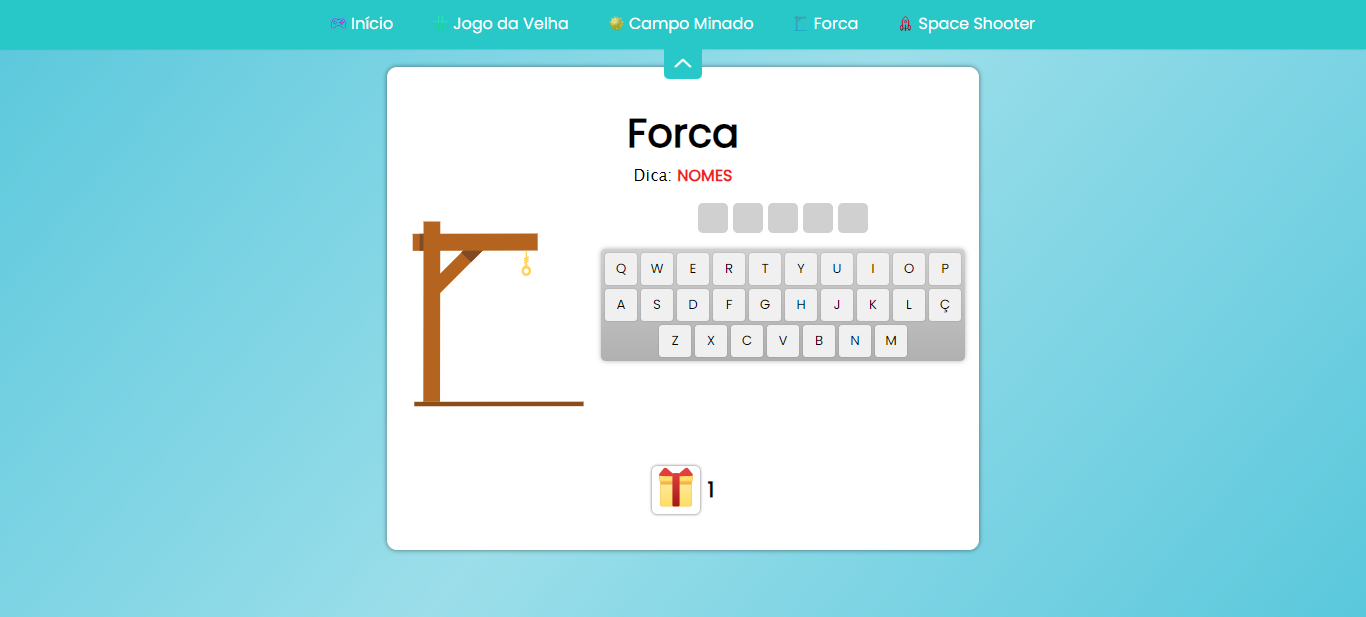 Início Jogo da Velha Campo Minado Forca Space Shooter
Forca
Dica: NOMES
Q W E R T Y U I O P
A S D F G H J K L Ç
Z X C V B N M
1